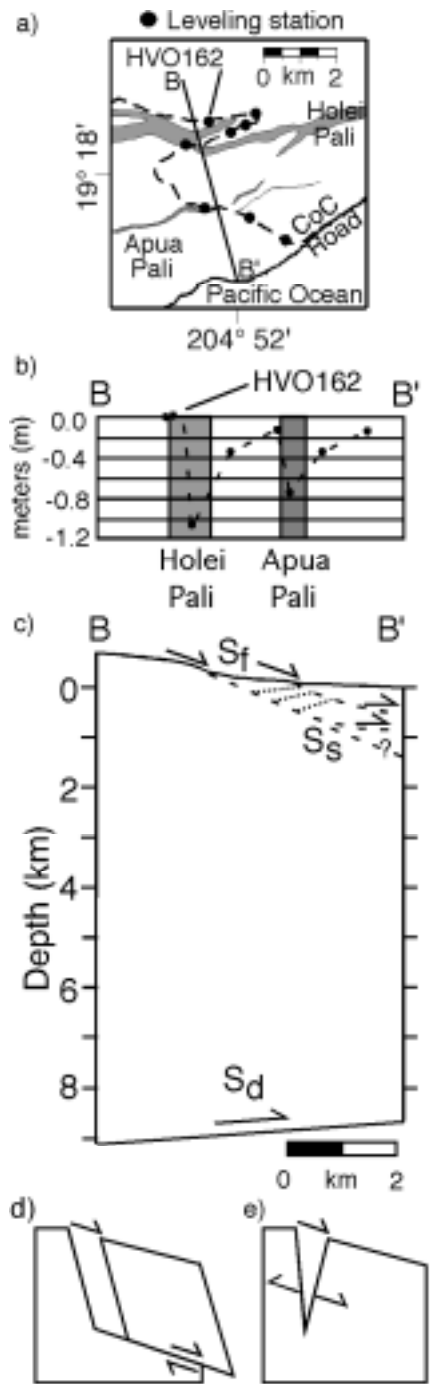 a)
● Leveling station
HVO162
B
0 km 2
Holei
Pali
19° 18'
CoC
Road
Apua
Pali
B'
Pacific Ocean
204° 52'
b)
B B'
HVO162
meters (m)
0.0
-0.4
-0.8
-1.2
Holei Apua
Pali Pali
c)
B B'
Sf
0
Ss
-?
2
Depth (km)
4
6
8
Sd
0 km 2
d) e)